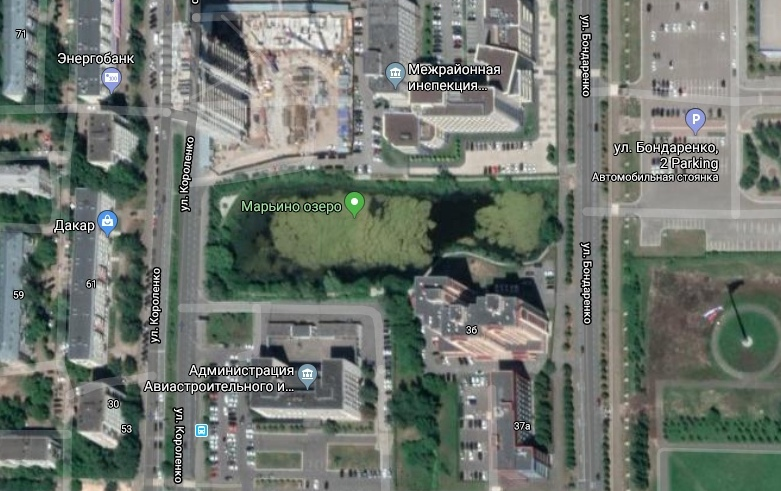 71
Энергобанк
Межрайонная
инспекция...
ул. Бондаренко
ул. Бондаренко,
2 Parking
Автомобильная стоянка
ул. Короленко
Марьино озеро
Дакар
59
61
ул. Короленко
ул. Бондаренко
36
Администрация
Авиастроительного и...
30
53
ул. Короленко
37а